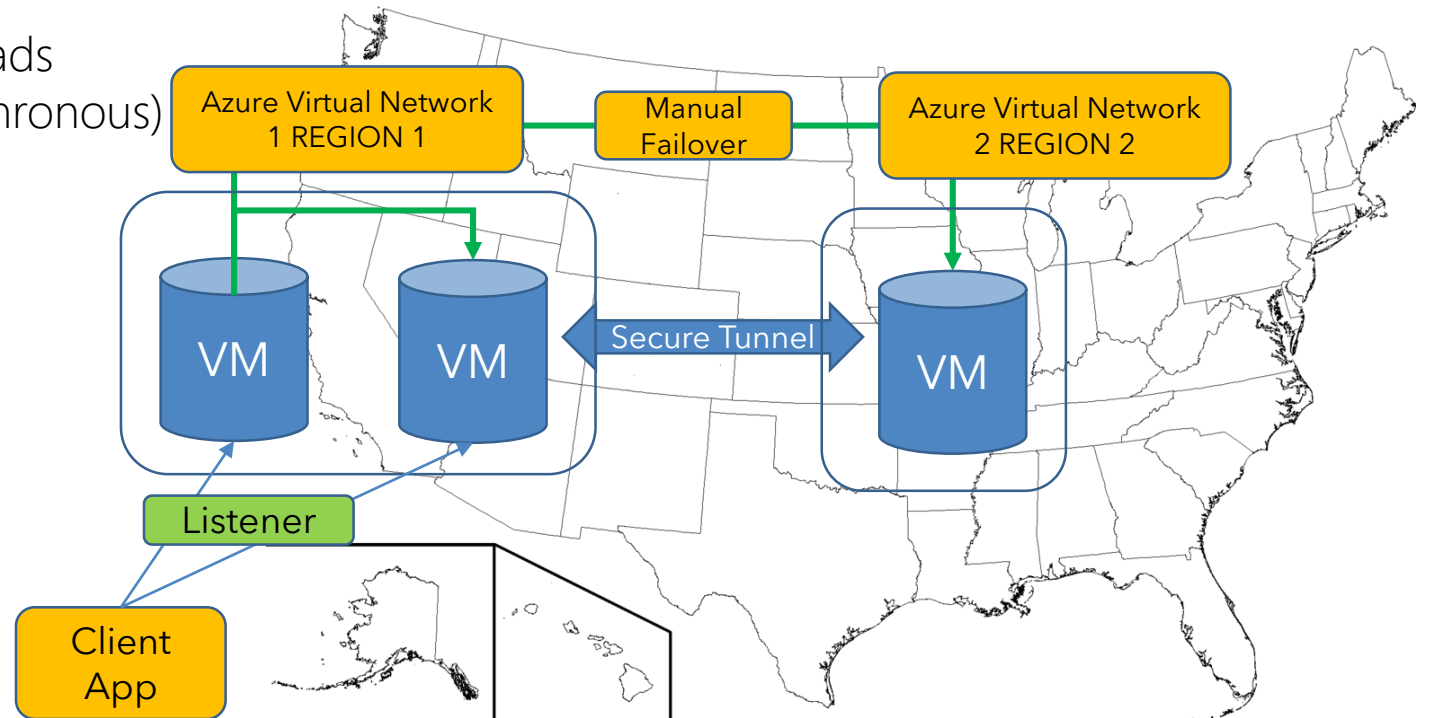 ads
hronous)
Azure Virtual Network
1 REGION 1
Manual
Failover
Azure Virtual Network
2 REGION 2
VM
VM
Secure Tunnel
VM
Listener
Client
App